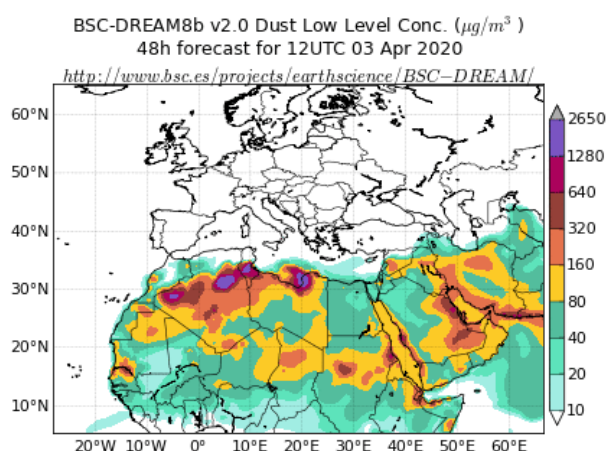 BSC-DREAM8b v2.0 Dust Low Level Conc. (μg/m³ )
48h forecast for 12UTC 03 Apr 2020
http://www.bsc.es/projects/earthscience/BSC−DREAM/
60°N
50°N
40°N
30°N
20°N
10°N
20°W 10°W 0° 10°E 20°E 30°E 40°E 50°E 60°E
2650
1280
640
320
160
80
40
20
10